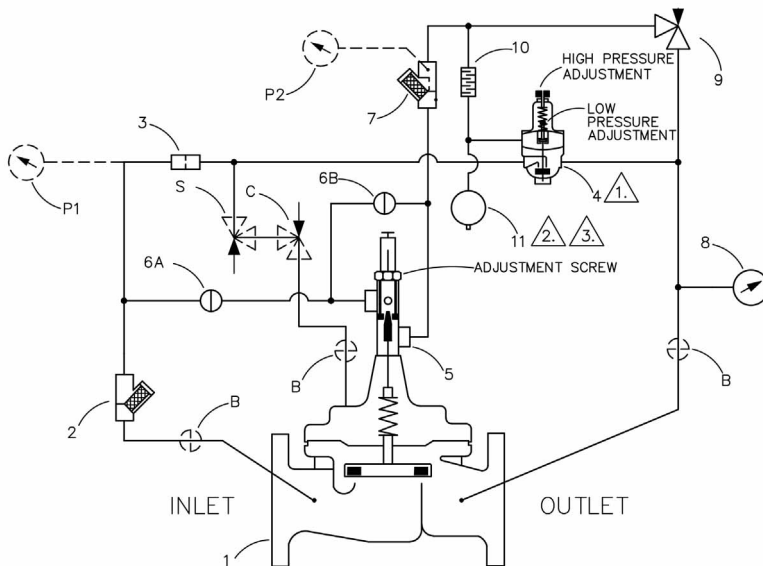 10
HIGH PRESSURE
ADJUSTMENT
9
P2
7
LOW
PRESSURE
ADJUSTMENT
3
P1
S
C
6B
4
1.
11
2.
3.
8
6A
ADJUSTMENT SCREW
B
5
B
2
B
INLET
OUTLET
1